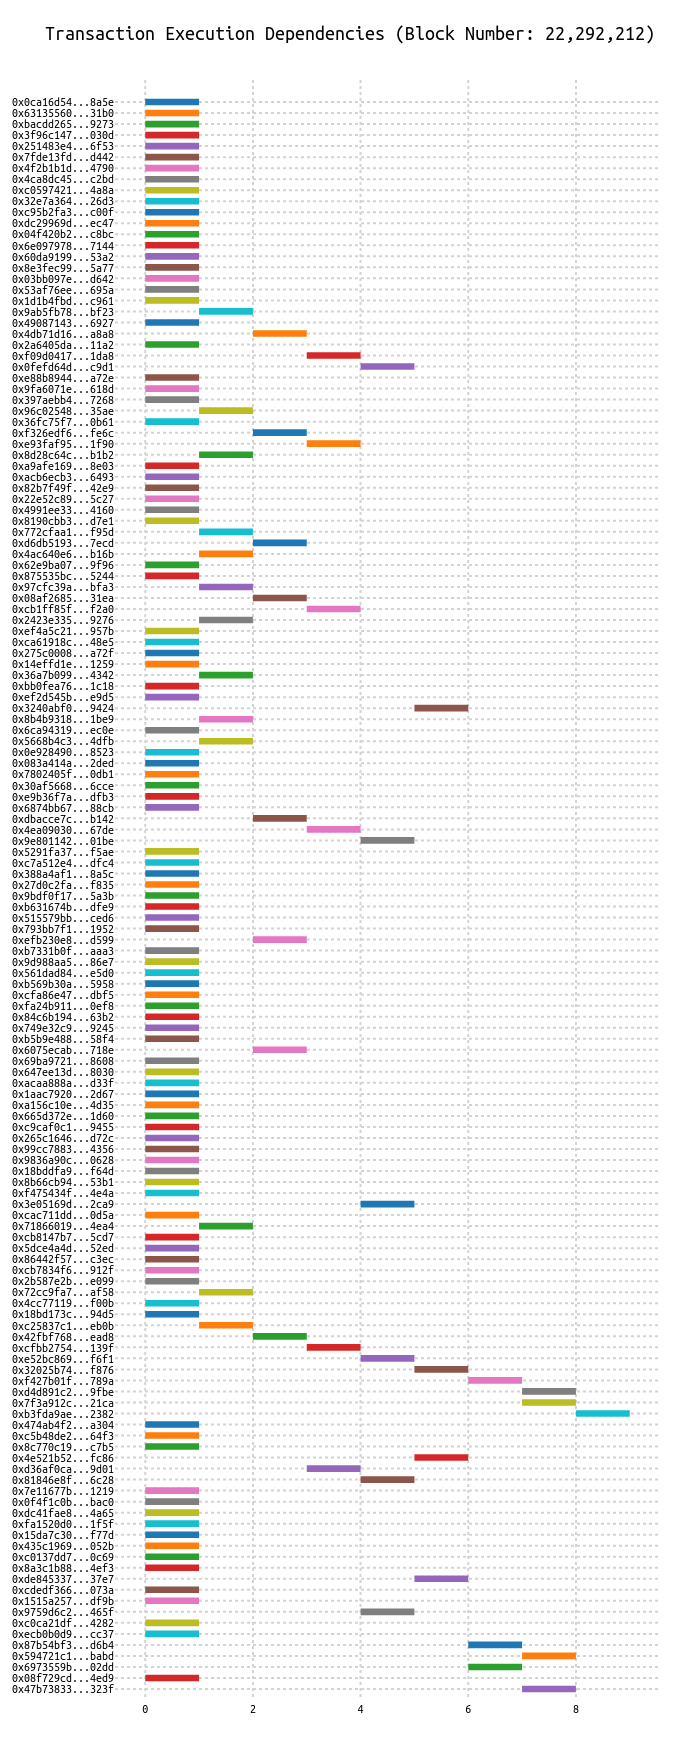 Transaction Execution Dependencies (Block Number: 22,292,212)
0x0ca16d54...8a5e
0x63135560...31b0
0xbacdd265...9273
0x3f96c147...030d
0x251483e4...6f53
0x7fde13fd...d442
0x4f2b1b1d...4790
0x4ca8dc45...c2bd
0xc0597421...4a8a
0x32e7a364...26d3
0xc95b2fa3...c00f
0xdc29969d...ec47
0x04f420b2...c8bc
0x6e097978...7144
0x60da9199...53a2
0x8e3fec99...5a77
0x03bb097e...d642
0x53af76ee...695a
0x1d1b4fbd...c961
0x9ab5fb78...bf23
0x49087143...6927
0x4db71d16...a8a8
0x2a6405da...11a2
0xf09d0417...1da8
0x0fefd64d...c9d1
0xe88b8944...a72e
0x9fa6071e...618d
0x397aebb4...7268
0x96c02548...35ae
0x36fc75f7...0b61
0xf326edf6...fe6c
0xe93faf95...1f90
0x8d28c64c...b1b2
0xa9afe169...8e03
0xacb6ecb3...6493
0x82b7f49f...42e9
0x22e52c89...5c27
0x4991ee33...4160
0x8190cbb3...d7e1
0x772cfaa1...f95d
0xd6db5193...7ecd
0x4ac640e6...b16b
0x62e9ba07...9f96
0x875535bc...5244
0x97cfc39a...bfa3
0x08af2685...31ea
0xcb1ff85f...f2a0
0x2423e335...9276
0xef4a5c21...957b
0xca61918c...48e5
0x275c0008...a72f
0x14effd1e...1259
0x36a7b099...4342
0xbb0fea76...1c18
0xef2d545b...e9d5
0x3240abf0...9424
0x8b4b9318...1be9
0x6ca94319...ec0e
0x5668b4c3...4dfb
0x0e928490...8523
0x083a414a...2ded
0x7802405f...0db1
0x30af5668...6cce
0xe9b36f7a...dfb3
0x6874bb67...88cb
0xdbacce7c...b142
0x4ea09030...67de
0x9e801142...01be
0x5291fa37...f5ae
0xc7a512e4...dfc4
0x388a4af1...8a5c
0x27d0c2fa...f835
0x9bdf0f17...5a3b
0xb631674b...dfe9
0x515579bb...ced6
0x793bb7f1...1952
0xefb230e8...d599
0xb7331b0f...aaa3
0x9d988aa5...86e7
0x561dad84...e5d0
0xb569b30a...5958
0xcfa86e47...dbf5
0xfa24b911...0ef8
0x84c6b194...63b2
0x749e32c9...9245
0xb5b9e488...58f4
0x6075ecab...718e
0x69ba9721...8608
0x647ee13d...8030
0xacaa888a...d33f
0x1aac7920...2d67
0xa156c10e...4d35
0x665d372e...1d60
0xc9caf0c1...9455
0x265c1646...d72c
0x99cc7883...4356
0x9836a90c...0628
0x18bddfa9...f64d
0x8b66cb94...53b1
0xf475434f...4e4a
0x3e05169d...2ca9
0xcac711dd...0d5a
0x71866019...4ea4
0xcb8147b7...5cd7
0x5dce4a4d...52ed
0x86442f57...c3ec
0xcb7834f6...912f
0x2b587e2b...e099
0x72cc9fa7...af58
0x4cc77119...f00b
0x18bd173c...94d5
0xc25837c1...eb0b
0x42fbf768...ead8
0xcfbb2754...139f
0xe52bc869...f6f1
0x32025b74...f876
0xf427b01f...789a
0xd4d891c2...9fbe
0x7f3a912c...21ca
0xb3fda9ae...2382
0x474ab4f2...a304
0xc5b48de2...64f3
0x8c770c19...c7b5
0x4e521b52...fc86
0xd36af0ca...9d01
0x81846e8f...6c28
0x7e11677b...1219
0x0f4f1c0b...bac0
0xdc41fae8...4a65
0xfa1520d0...1f5f
0x15da7c30...f77d
0x435c1969...052b
0xc0137dd7...0c69
0x8a3c1b88...4ef3
0xde845337...37e7
0xcdedf366...073a
0x1515a257...df9b
0x9759d6c2...465f
0xc0ca21df...4282
0xecb0b0d9...cc37
0x87b54bf3...d6b4
0x594721c1...babd
0x6973559b...02dd
0x08f729cd...4ed9
0x47b73833...323f
0 2 4 6 8